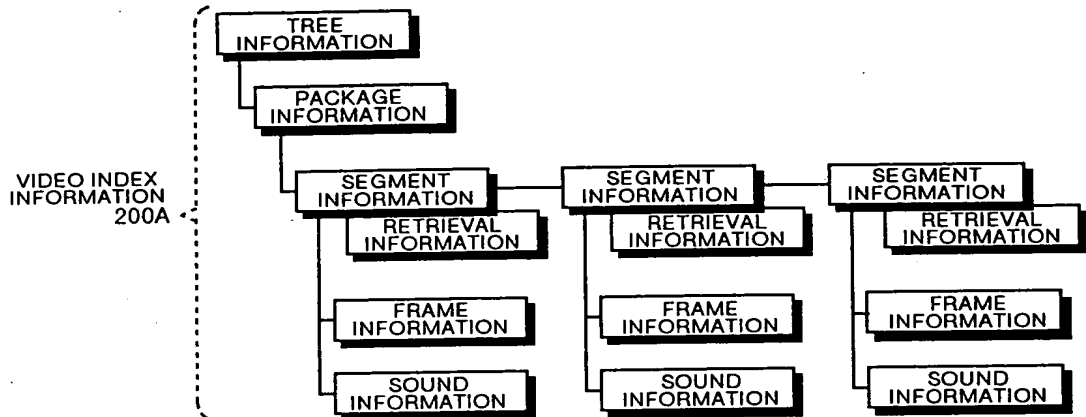 TREE
INFORMATION
PACKAGE
INFORMATION
VIDEO INDEX
INFORMATION
200A
SEGMENT
INFORMATION
SEGMENT
INFORMATION
SEGMENT
INFORMATION
RETRIEVAL
INFORMATION
RETRIEVAL
INFORMATION
RETRIEVAL
INFORMATION
FRAME
INFORMATION
FRAME
INFORMATION
FRAME
INFORMATION
SOUND
INFORMATION
SOUND
INFORMATION
SOUND
INFORMATION